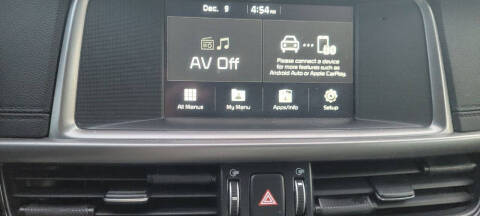 Dec. 9
4:54PM
AV Off
Please connect a device
for more features such as
Android Auto or Apple CarPlay.
All Menus
My Menu
Apps/Info
Setup